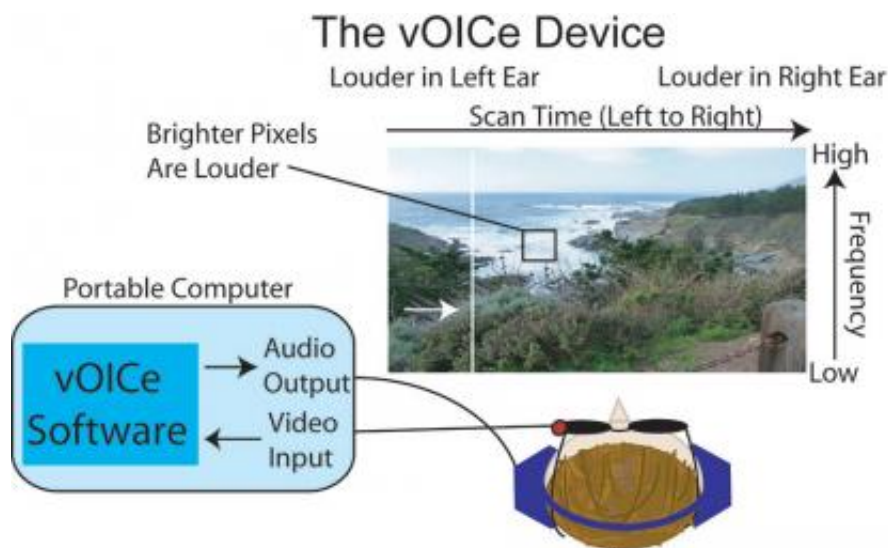 The vOICe Device
Louder in Left Ear
Louder in Right Ear
Scan Time (Left to Right)
Brighter Pixels
Are Louder
High
Frequency
Low
Portable Computer
vOICe
Software
Audio
Output
Video
Input